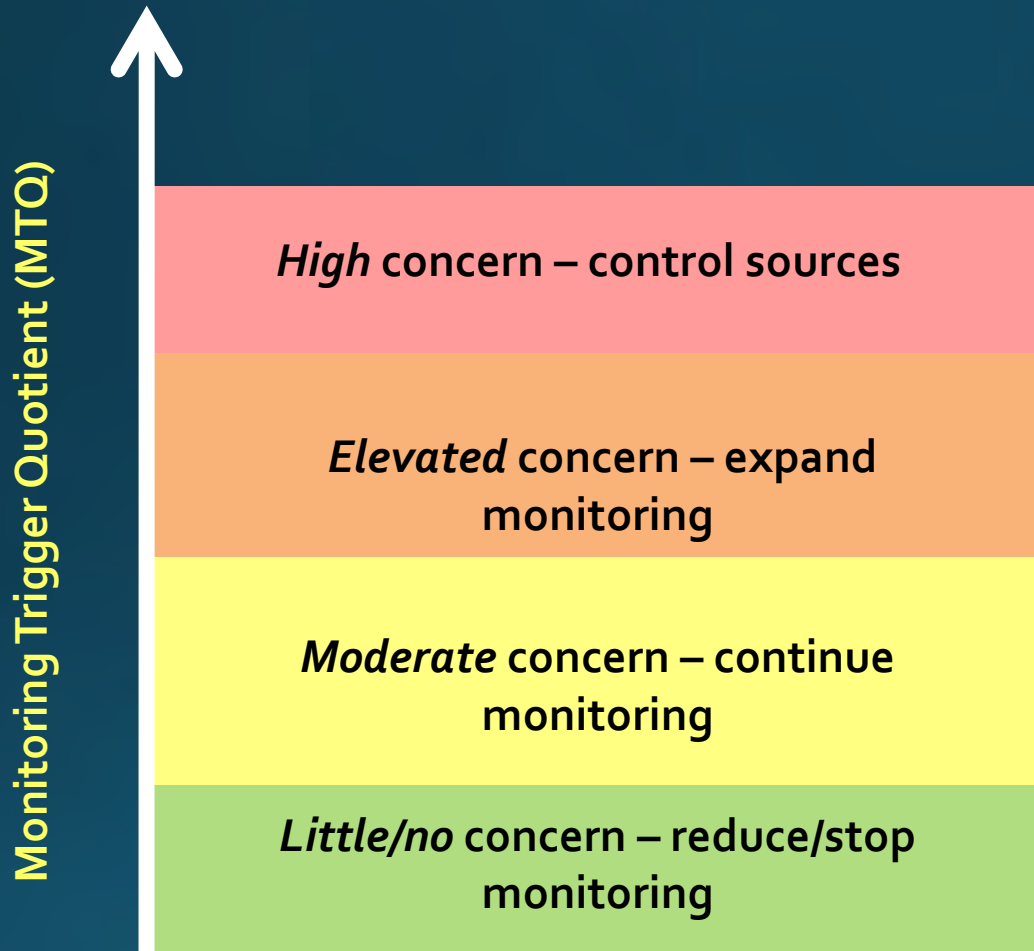 Monitoring Trigger Quotient (MTQ)
High concern – control sources
Elevated concern – expand
monitoring
Moderate concern – continue
monitoring
Little/no concern – reduce/stop
monitoring